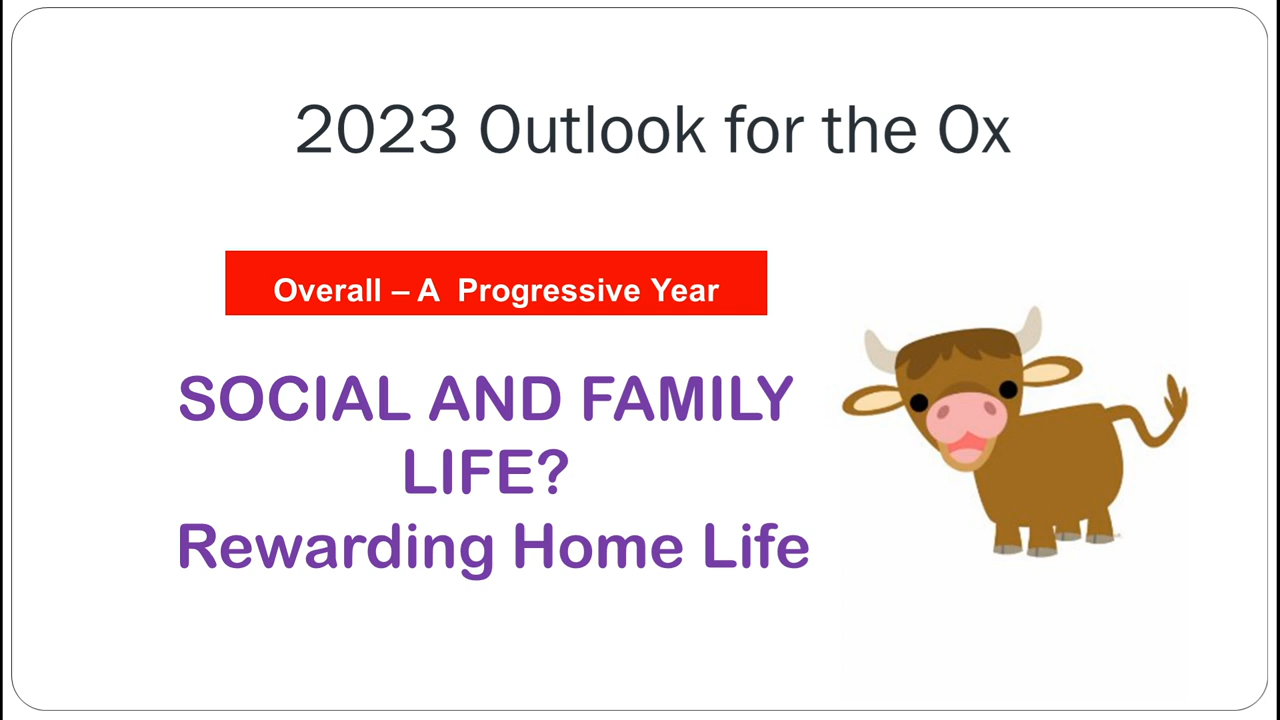 2023 Outlook for the Ox
Overall – A  Progressive Year
SOCIAL AND FAMILY
LIFE?
Rewarding Home Life